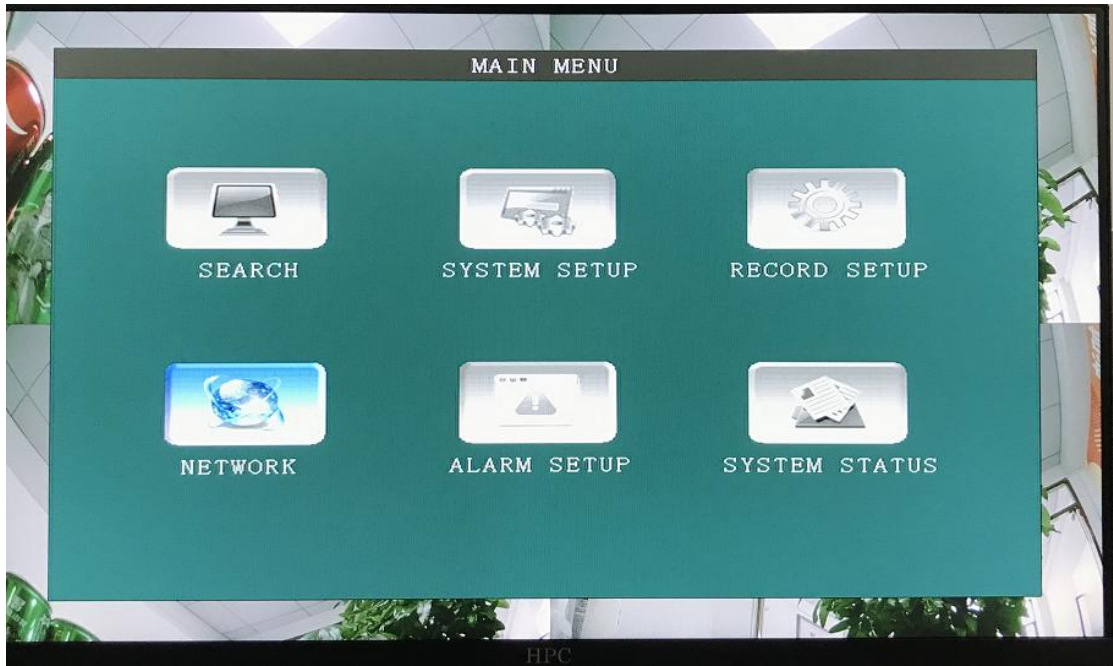 MAIN MENU
SEARCH
SYSTEM SETUP
RECORD SETUP
NETWORK
ALARM SETUP
SYSTEM STATUS
HPC